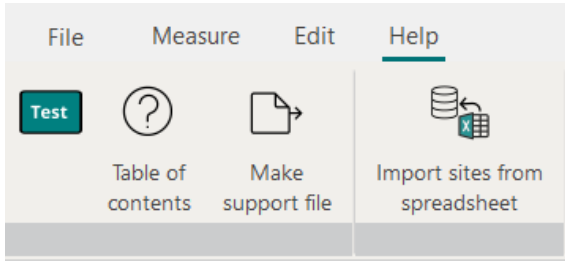 File Measure Edit Help
Test
Table of
contents
Make
support file
Import sites from
spreadsheet